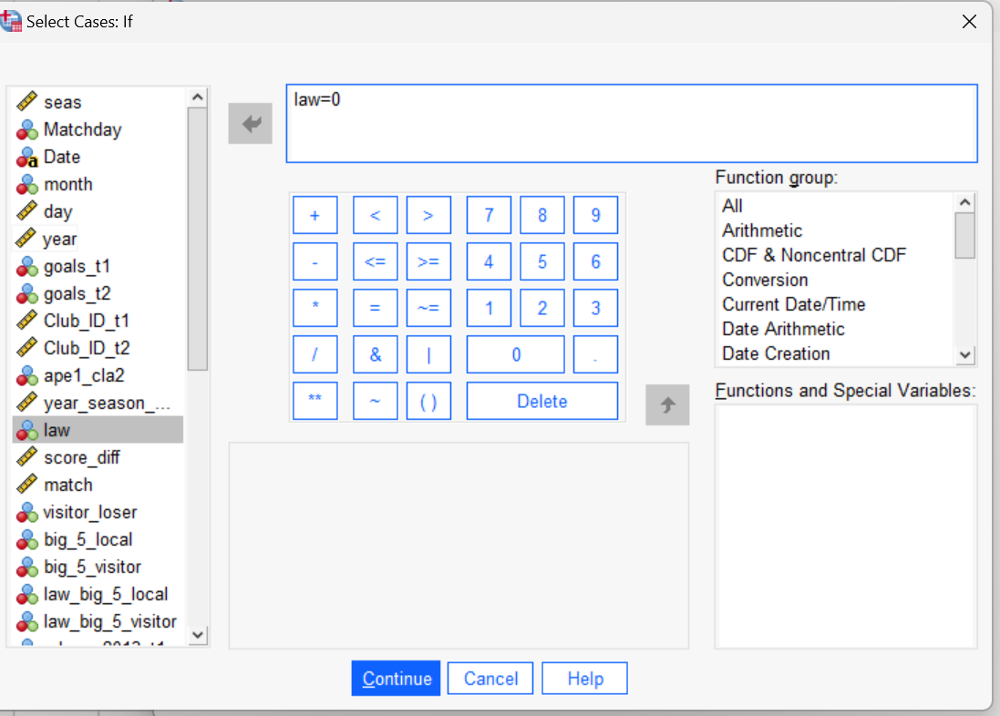 Select Cases: If
seas
Matchday
Date
month
day
year
goals_t1
goals_t2
Club_ID_t1
Club_ID_t2
ape1_cla2
year_season_...
law
score_diff
match
visitor_loser
big_5_local
big_5_visitor
law_big_5_local
law_big_5_visitor
law=0
+ < > 7 8 9
- <= >= 4 5 6
* = ~= 1 2 3
/ & | 0 .
** ~ ( ) Delete
Function group:
All
Arithmetic
CDF & Noncentral CDF
Conversion
Current Date/Time
Date Arithmetic
Date Creation
Functions and Special Variables:
Continue Cancel Help